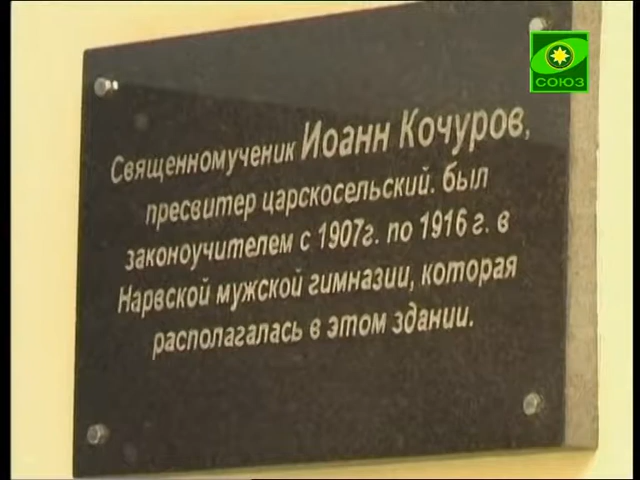 СОЮЗ
Священномученик Иоанн Кочуров,
пресвитер царскосельский. был
законоучителем с 1907г. по 1916 г. в
Нарвской мужской гимназии, которая
располагалась в этом здании.